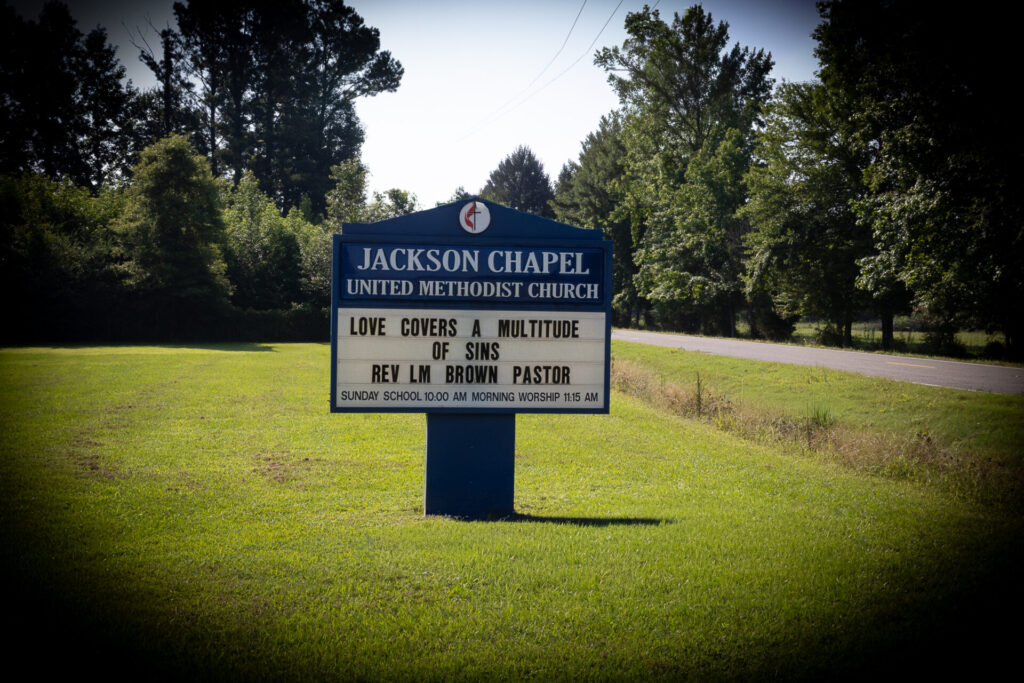 JACKSON CHAPEL
UNITED METHODIST CHURCH
LOVE COVERS A MULTITUDE
OF SINS
REV LM BROWN PASTOR
SUNDAY SCHOOL 10:00 AM MORNING WORSHIP 11:15 AM